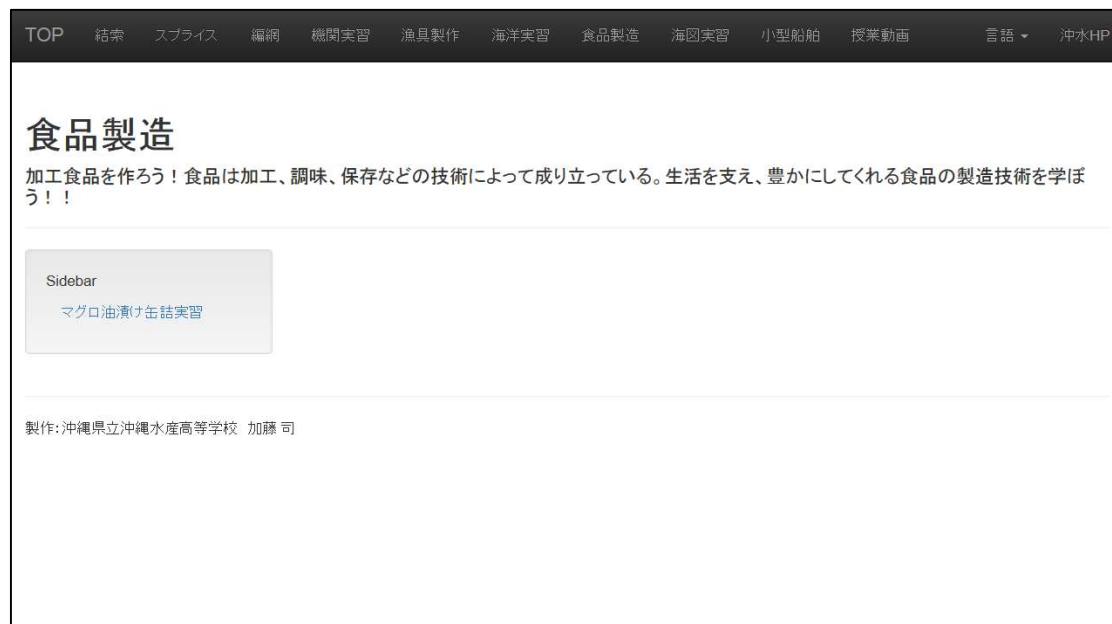 TOP 結索 スプライス 編網 機関実習 漁具製作 海洋実習 食品製造 海図実習 小型船舶 授業動画 言語 沖水HP
食品製造
加工食品を作ろう！食品は加工、調味、保存などの技術によって成り立っている。生活を支え、豊かにしてくれる食品の製造技術を学ぼ
う！！
Sidebar
マグロ油漬け缶詰実習
製作:沖縄県立沖縄水産高等学校 加藤 司